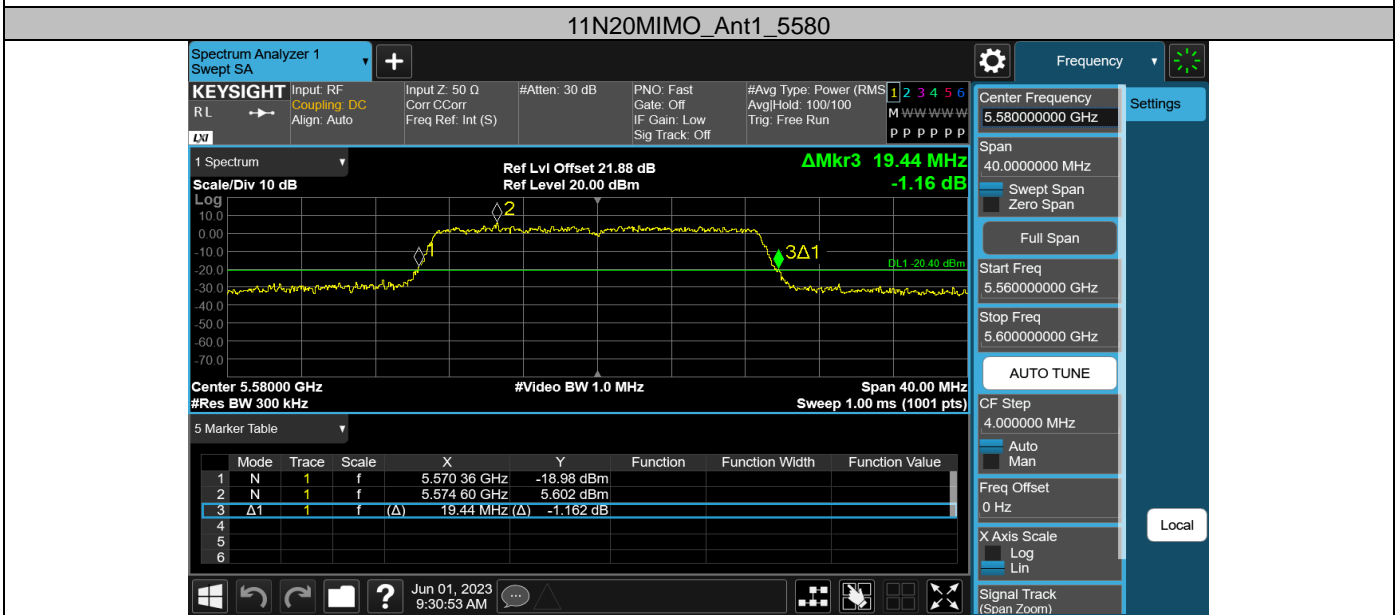 11N20MIMO_Ant1_5580
Spectrum Analyzer 1
Swept SA
+
Frequency
KEYSIGHT
RL
LXI
Input: RF
Coupling: DC
Align: Auto
Input Z: 50 Ω
Corr CCorr
Freq Ref: Int (S)
#Atten: 30 dB
PNO: Fast
Gate: Off
IF Gain: Low
Sig Track: Off
#Avg Type: Power (RMS
Avg|Hold: 100/100
Trig: Free Run
1 2 3 4 5 6
M W W W W W
P P P P P P
1 Spectrum
Scale/Div 10 dB
Ref Lvl Offset 21.88 dB
Ref Level 20.00 dBm
ΔMkr3 19.44 MHz
-1.16 dB
Log
10.0
0.00
-10.0
-20.0
-30.0
-40.0
-50.0
-60.0
-70.0
2
1
3Δ1
DL1 -20.40 dBm
Center 5.58000 GHz
#Video BW 1.0 MHz
Span 40.00 MHz
#Res BW 300 kHz
Sweep 1.00 ms (1001 pts)
5 Marker Table
Mode Trace Scale X Y Function Function Width Function Value
1 N 1 f 5.570 36 GHz -18.98 dBm
2 N 1 f 5.574 60 GHz 5.602 dBm
3 Δ1 1 f (Δ) 19.44 MHz (Δ) -1.162 dB
4
5
6
Center Frequency
5.580000000 GHz
Settings
Span
40.0000000 MHz
Swept Span
Zero Span
Full Span
Start Freq
5.560000000 GHz
Stop Freq
5.600000000 GHz
AUTO TUNE
CF Step
4.000000 MHz
Auto
Man
Freq Offset
0 Hz
Local
X Axis Scale
Log
Lin
Signal Track
(Span Zoom)
?
Jun 01, 2023
9:30:53 AM